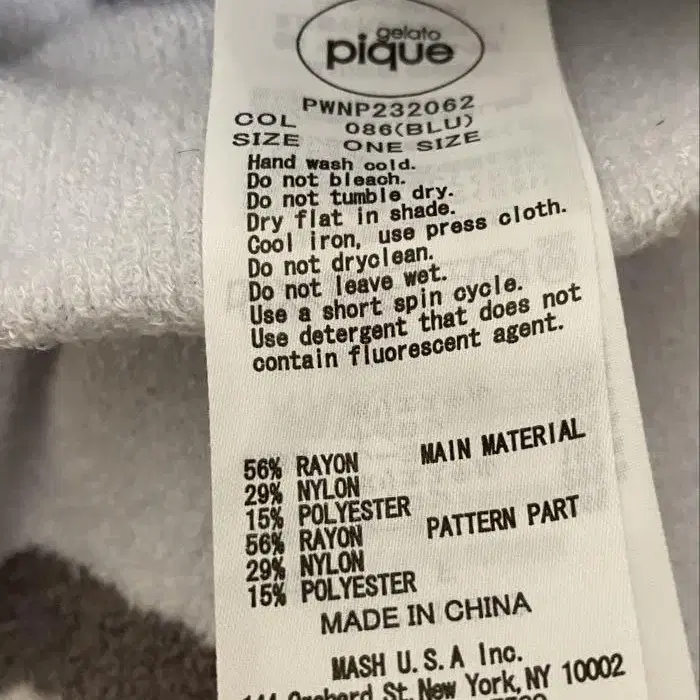 gelato
pique
PWNP232062
COL 086(BLU)
SIZE ONE SIZE
Hand wash cold.
Do not bleach.
Do not tumble dry.
Dry flat in shade.
Cool iron, use press cloth.
Do not dryclean.
Do not leave wet.
Use a short spin cycle.
Use detergent that does not
contain fluorescent agent.
56% RAYON MAIN MATERIAL
29% NYLON
15% POLYESTER
56% RAYON PATTERN PART
29% NYLON
15% POLYESTER
MADE IN CHINA
MASH U.S.A Inc.
Orchard St. New York, NY 10002